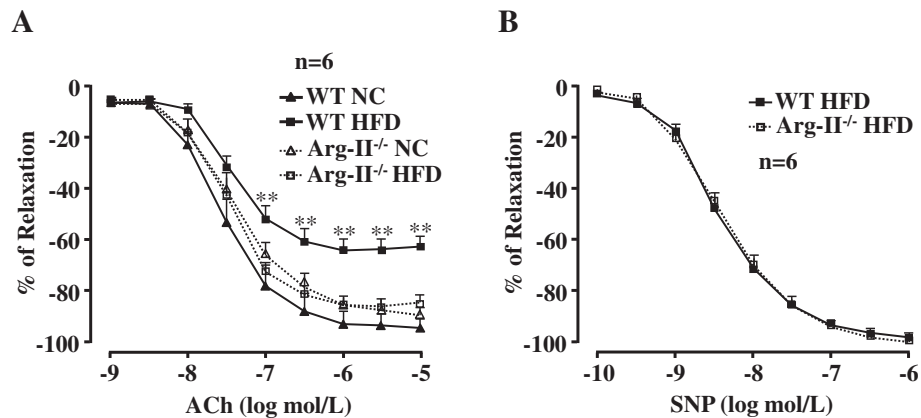 A
n=6
WT NC
WT HFD
Arg-II-/- NC
Arg-II-/- HFD
% of Relaxation
0
-20
-40
-60
-80
-100
** ** ** ** **
-9 -8 -7 -6 -5
ACh (log mol/L)
B
WT HFD
Arg-II-/- HFD
n=6
% of Relaxation
0
-20
-40
-60
-80
-100
-10 -9 -8 -7 -6
SNP (log mol/L)